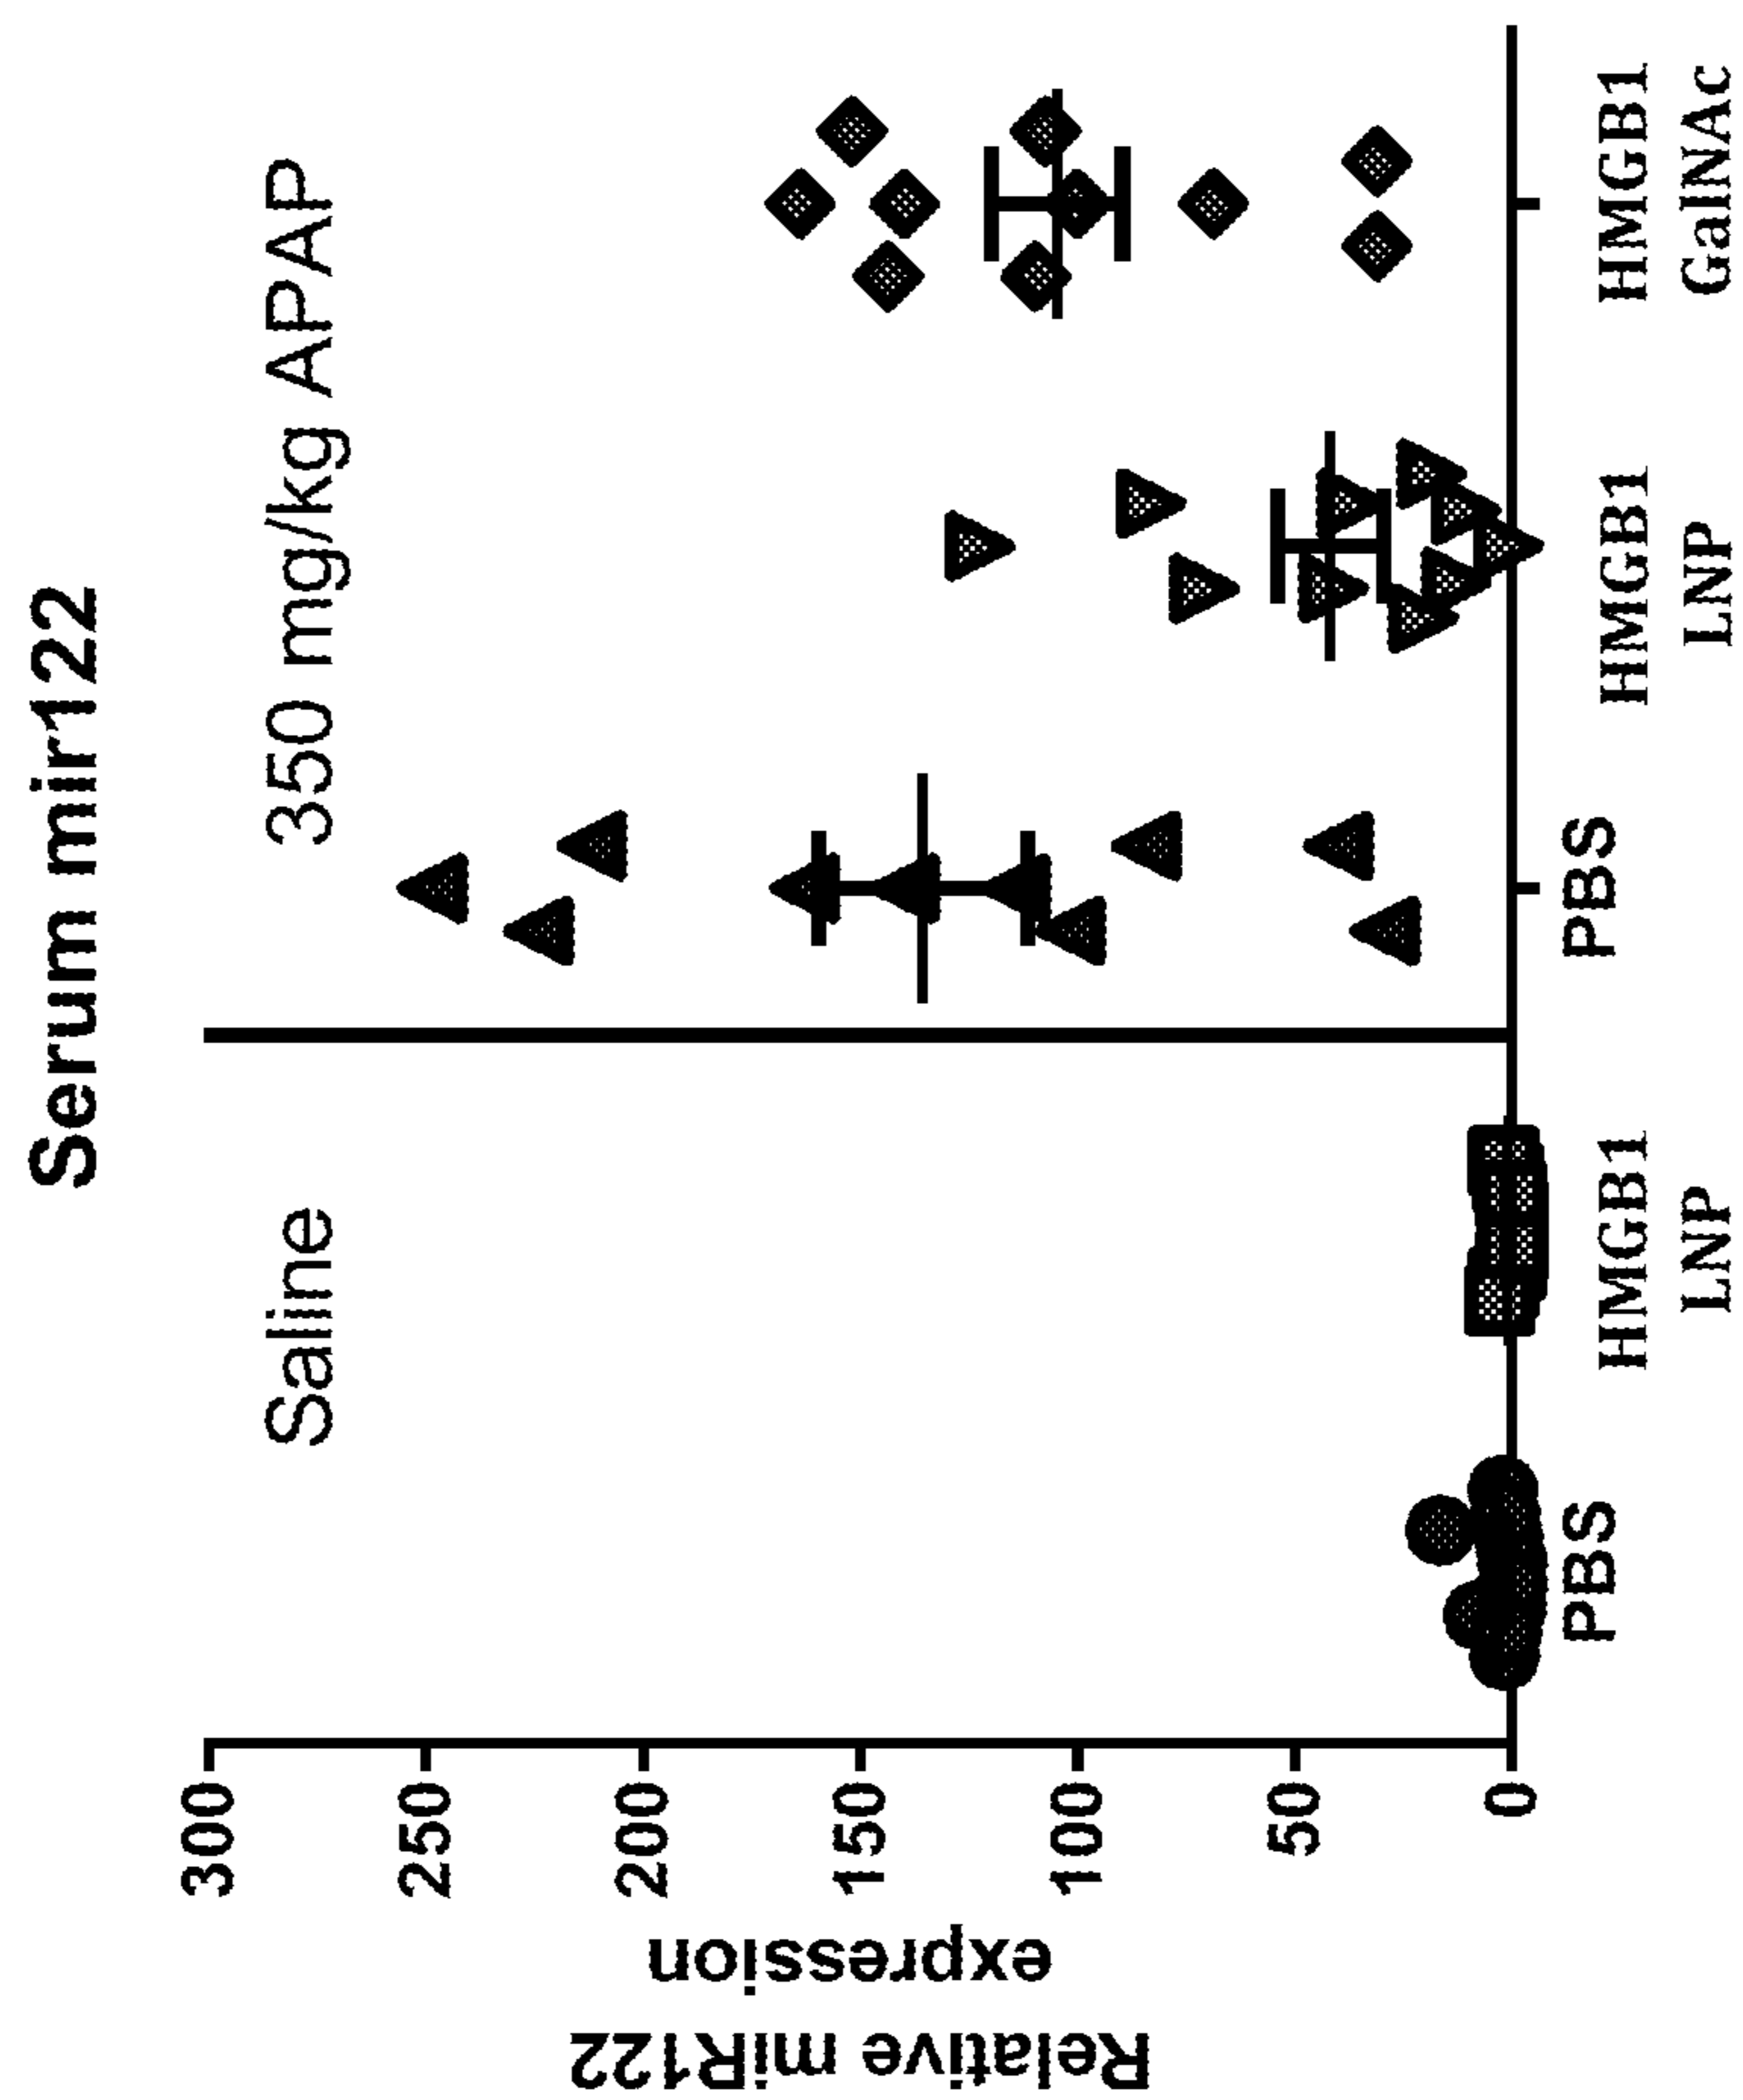 Serum mir122
Saline
350 mg/kg APAP
Relative miR122
expression
300
250
200
150
100
50
0
PBS
HMGB1
LNP
PBS
HMGB1
LNP
HMGB1
GalNAc